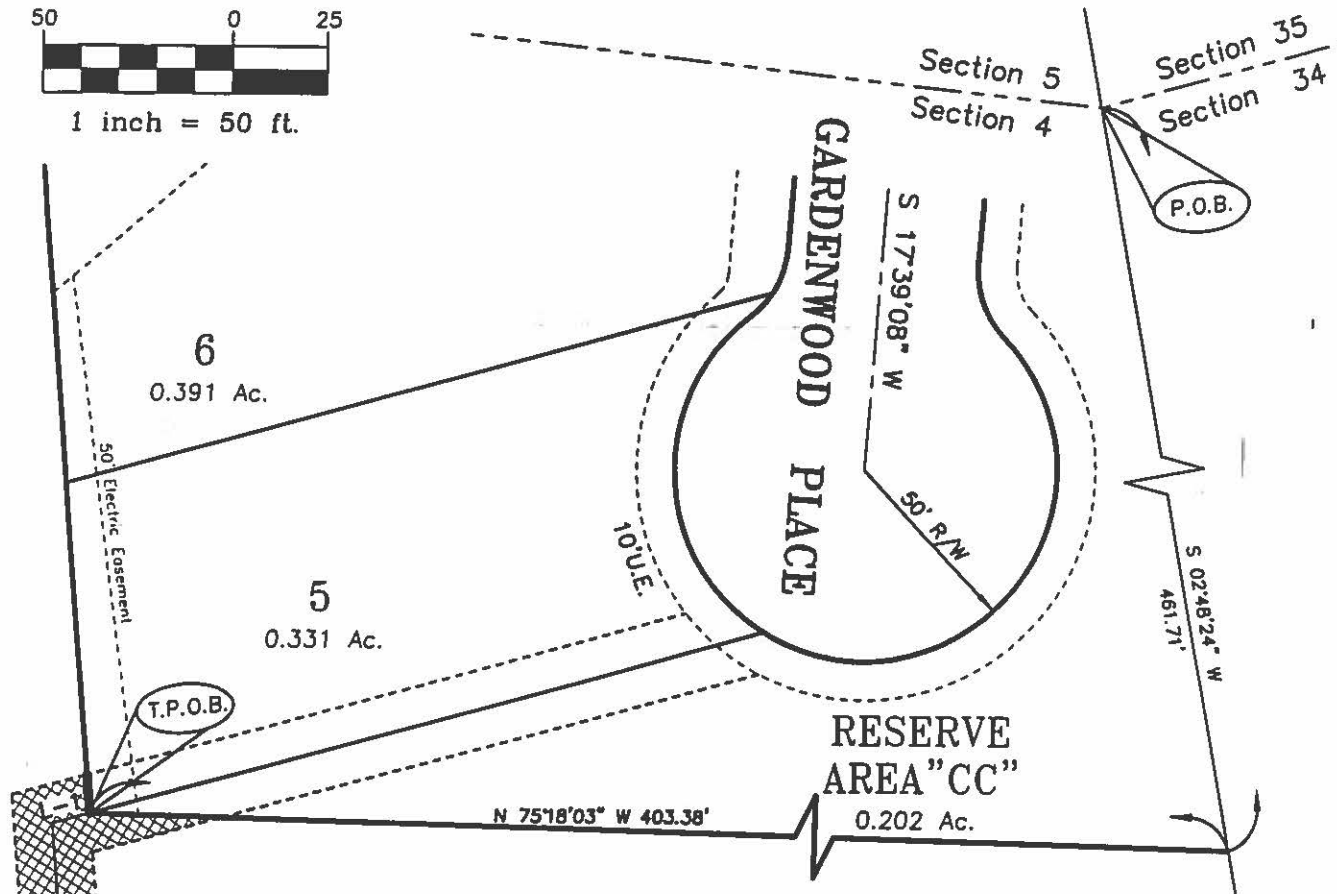 50 0 25
1 inch = 50 ft.
Section 5
Section 4
Section 35
Section 34
P.O.B.
GARDENWOOD PLACE
S 17°39'08" W
6
0.391 Ac.
50' Electric Easement
50' R/W
10'U.E.
5
0.331 Ac.
S 02°48'24" W
461.71'
T.P.O.B.
RESERVE
AREA"CC"
0.202 Ac.
N 75°18'03" W 403.38'